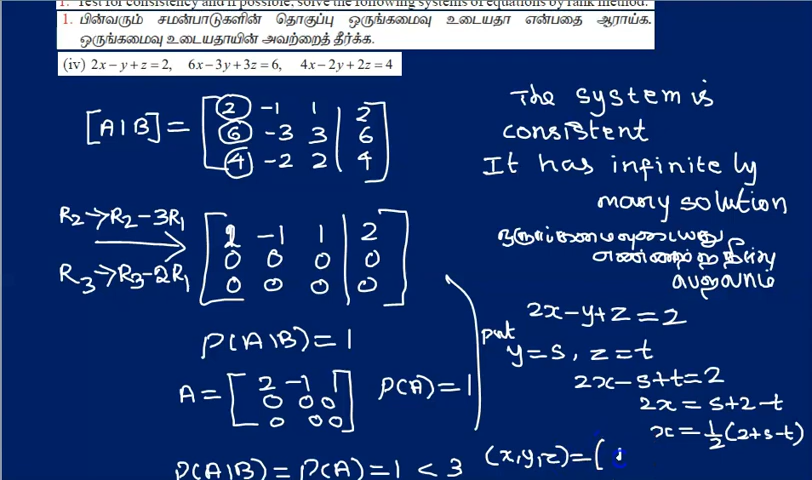 1. Test for consistency and if possible, solve the following systems of equations by rank method.
1. பின்வரும் சமன்பாடுகளின் தொகுப்பு ஒருங்கமைவு உடையதா என்பதை ஆராய்க.
ஒருங்கமைவு உடையதாயின் அவற்றைத் தீர்க்க.
(iv) 2x − y + z = 2, 6x − 3y + 3z = 6, 4x − 2y + 2z = 4
[A|B] =
2 -1 1 | 2
6 -3 3 | 6
4 -2 2 | 4
R2→R2-3R1
R3→R3-2R1
2 -1 1 | 2
0 0 0 | 0
0 0 0 | 0
ρ(A|B) = 1
A =
2 -1 1
0 0 0
0 0 0
ρ(A) = 1
ρ(A|B) = ρ(A) = 1 < 3
The system is
consistent
It has infinitely
many solution
2x-y+z = 2
put
y = s, z = t
2x-s+t = 2
2x = s+2-t
x = 1/2 (2+s-t)
(x,y,z) = (